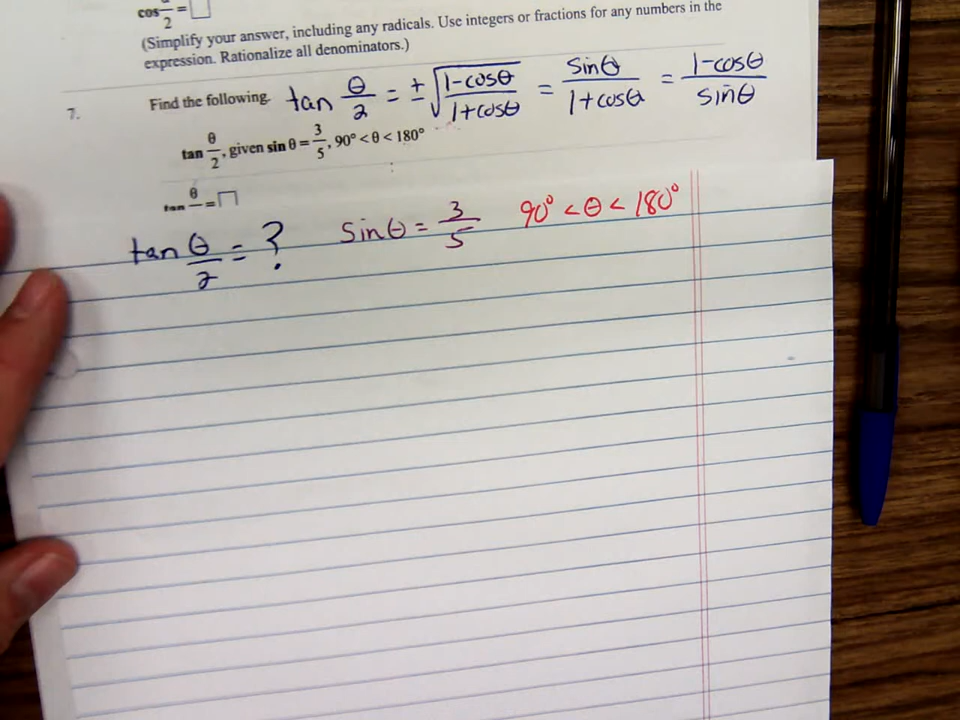 cos θ/2 = □
(Simplify your answer, including any radicals. Use integers or fractions for any numbers in the
expression. Rationalize all denominators.)
7. Find the following. tan θ/2 = ± √((1-cosθ)/(1+cosθ)) = sinθ/(1+cosθ) = (1-cosθ)/sinθ
tan θ/2, given sin θ = 3/5, 90° < θ < 180°
tan θ/ = □
tan θ/2 = ? sinθ = 3/5 90° < θ < 180°